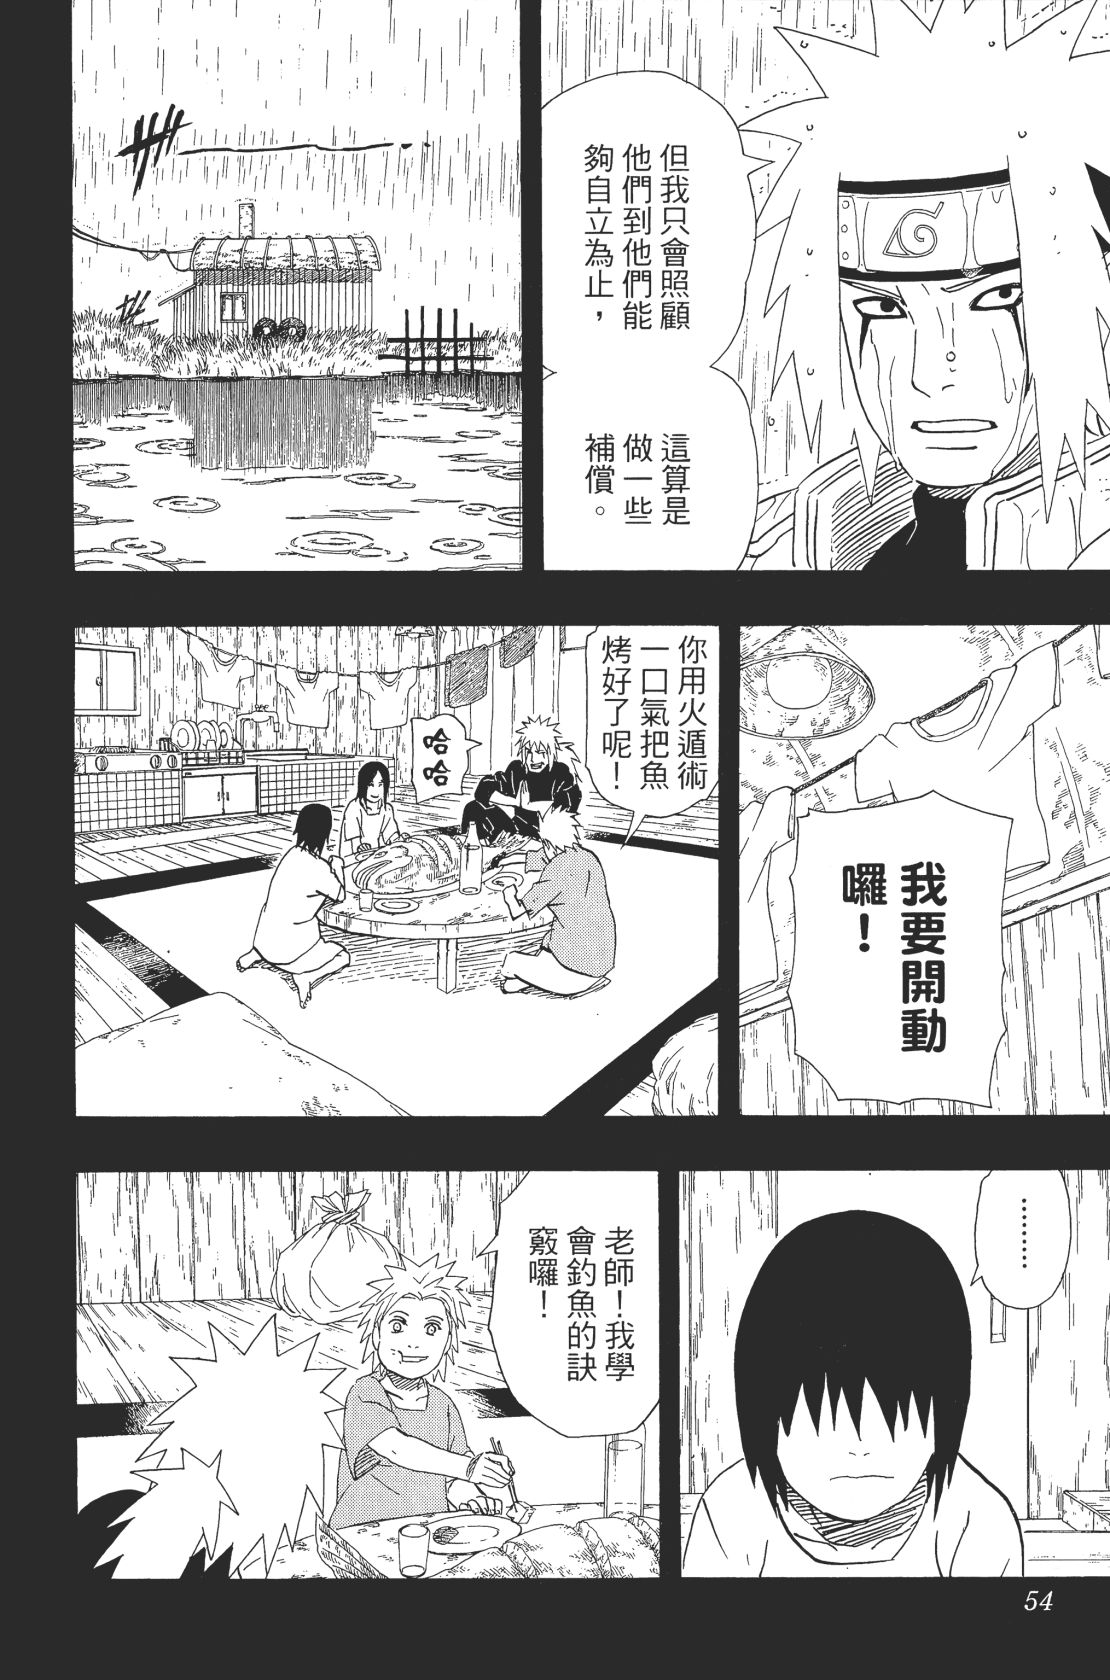 但我只會照顧
他們到他們能
夠自立為止，
這算是
做一些
補償。
我要開動
囉！
你用火遁術
一口氣把魚
烤好了呢！
哈哈
………
老師！我學
會釣魚的訣
竅囉！
54